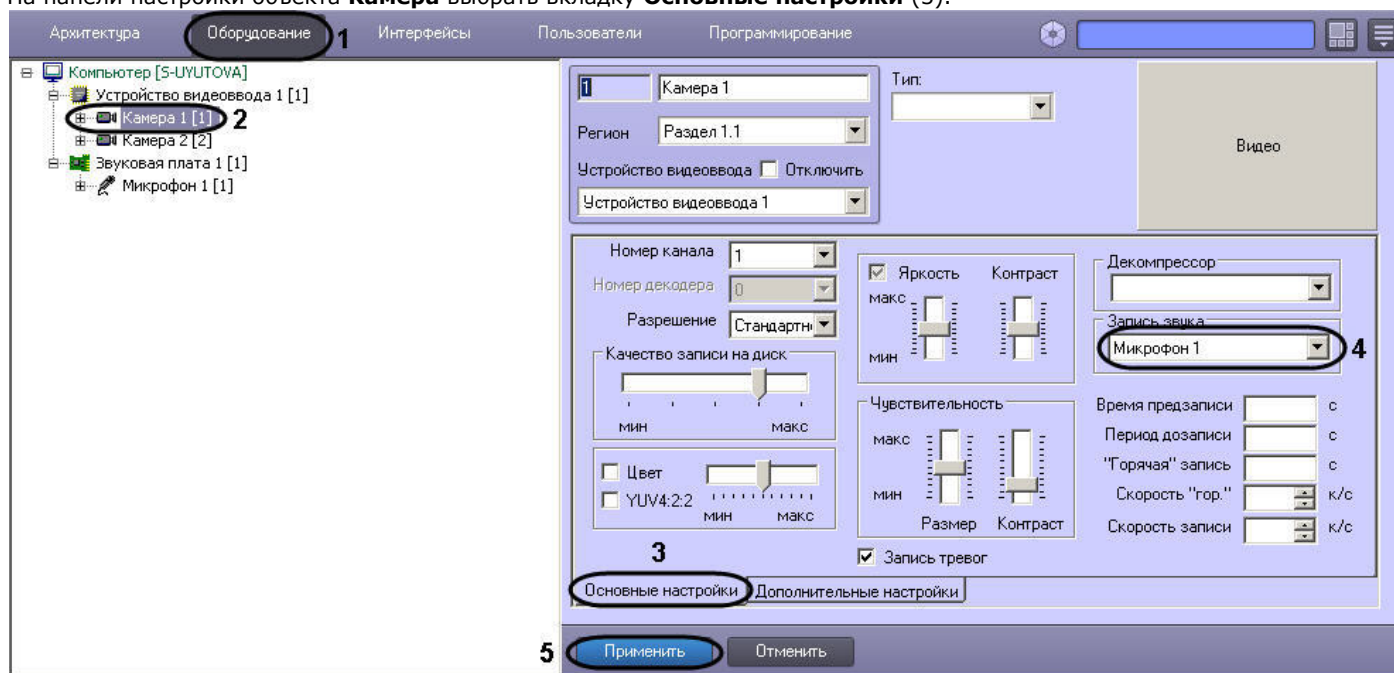 На панели настройки объекта Камера выбрать вкладку Основные настройки (3).
Архитектура Оборудование 1 Интерфейсы Пользователи Программирование
Компьютер [S-UYUTOVA]
Устройство видеоввода 1 [1]
Камера 1 [1] 2
Камера 2 [2]
Звуковая плата 1 [1]
Микрофон 1 [1]
1 Камера 1
Тип:
Регион Раздел 1.1
Устройство видеоввода Отключить
Устройство видеоввода 1
Видео
Номер канала 1
Номер декодера 0
Разрешение Стандартн
Качество записи на диск
мин макс
Цвет
YUV4:2:2
мин макс
Яркость Контраст
макс
мин
Чувствительность
макс
мин
Размер Контраст
Запись тревог
Декомпрессор
Запись звука
Микрофон 1 4
Время предзаписи с
Период дозаписи с
"Горячая" запись с
Скорость "гор." к/с
Скорость записи к/с
3
Основные настройки Дополнительные настройки
5 Применить Отменить